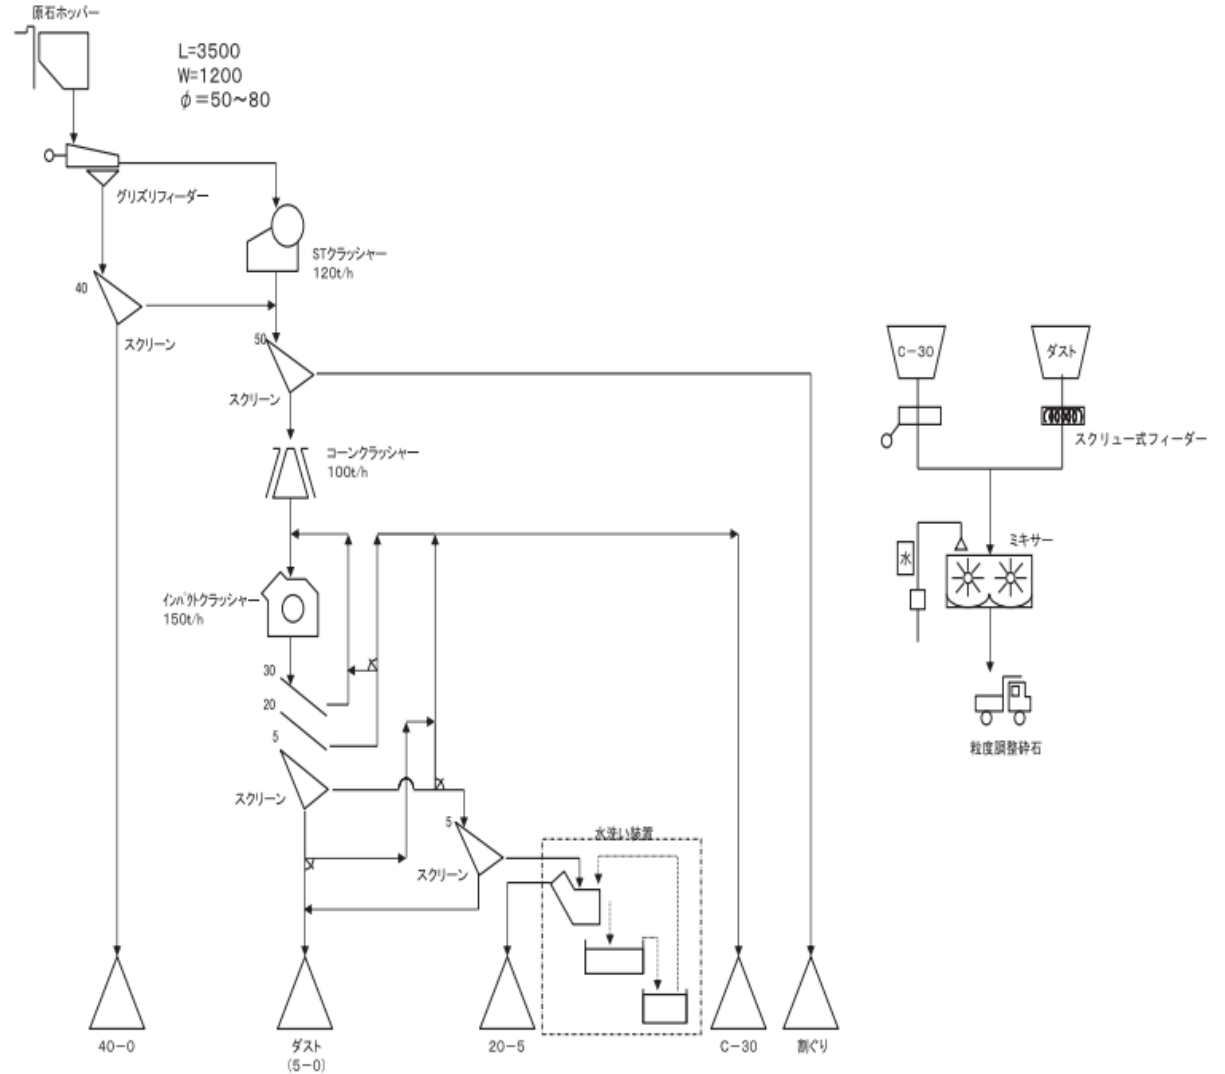 原石ホッパー
L=3500
W=1200
φ=50~80
グリズリフィーダー
STクラッシャー
120t/h
40
スクリーン
50
スクリーン
コーンクラッシャー
100t/h
インパクトクラッシャー
150t/h
30
20
5
スクリーン
5
スクリーン
水洗い装置
40-0
ダスト
(5-0)
20-5
C-30
割ぐり
C-30
ダスト
スクリュー式フィーダー
ミキサー
水
粒度調整砕石